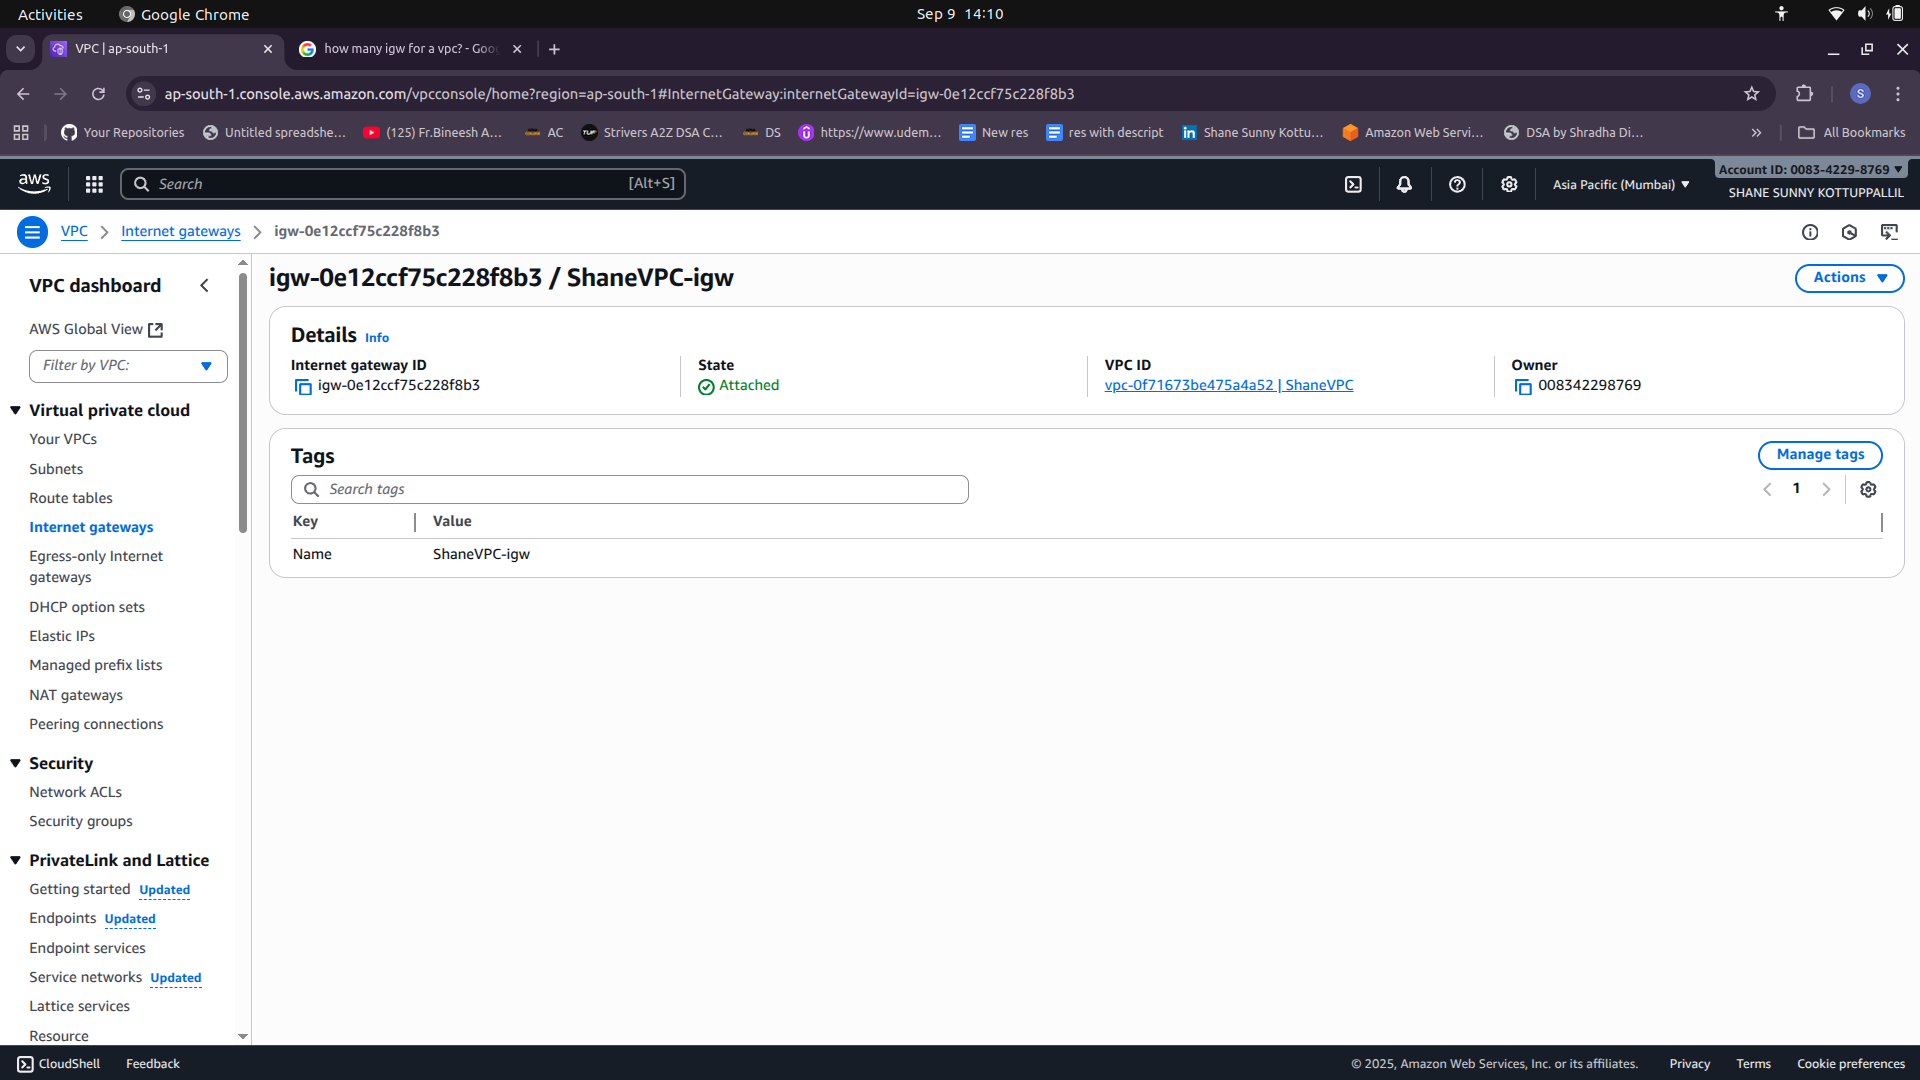 Activities
Google Chrome
Sep 9 14:10
VPC | ap-south-1
how many igw for a vpc? - Goo
ap-south-1.console.aws.amazon.com/vpcconsole/home?region=ap-south-1#InternetGateway:internetGatewayId=igw-0e12ccf75c228f8b3
Your Repositories
Untitled spreadshe...
(125) Fr.Bineesh A...
AC
Strivers A2Z DSA C...
DS
https://www.udem...
New res
res with descript
Shane Sunny Kottu...
Amazon Web Servi...
DSA by Shradha Di...
All Bookmarks
aws
Search
[Alt+S]
Asia Pacific (Mumbai)
Account ID: 0083-4229-8769
SHANE SUNNY KOTTUPPALLIL
VPC
Internet gateways
igw-0e12ccf75c228f8b3
VPC dashboard
AWS Global View
Filter by VPC:
Virtual private cloud
Your VPCs
Subnets
Route tables
Internet gateways
Egress-only Internet
gateways
DHCP option sets
Elastic IPs
Managed prefix lists
NAT gateways
Peering connections
Security
Network ACLs
Security groups
PrivateLink and Lattice
Getting started Updated
Endpoints Updated
Endpoint services
Service networks Updated
Lattice services
Resource
igw-0e12ccf75c228f8b3 / ShaneVPC-igw
Actions
Details Info
Internet gateway ID
igw-0e12ccf75c228f8b3
State
Attached
VPC ID
vpc-0f71673be475a4a52 | ShaneVPC
Owner
008342298769
Tags
Manage tags
Search tags
1
Key
Value
Name
ShaneVPC-igw
CloudShell
Feedback
© 2025, Amazon Web Services, Inc. or its affiliates.
Privacy
Terms
Cookie preferences